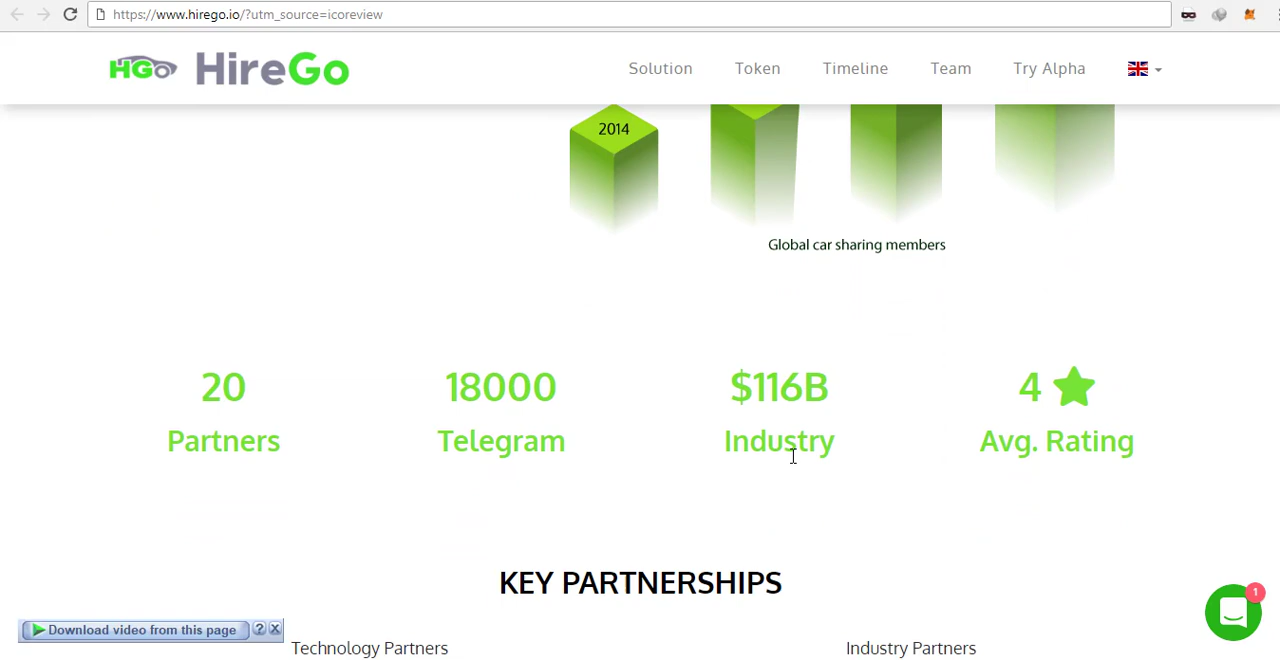 https://www.hirego.io/?utm_source=icoreview
HGo HireGo Solution Token Timeline Team Try Alpha
2014
Global car sharing members
20 18000 $116B 4
Partners Telegram Industry Avg. Rating
KEY PARTNERSHIPS
1
Download video from this page ? X
Technology Partners Industry Partners